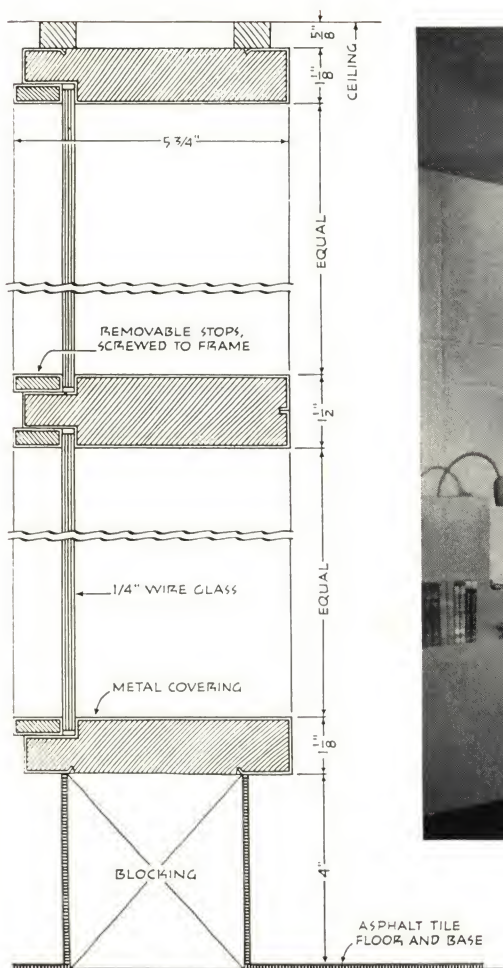 5/8"
CEILING
1 1/8"
5 3/4"
EQUAL
REMOVABLE STOPS,
SCREWED TO FRAME
1 1/2"
1/4" WIRE GLASS
EQUAL
METAL COVERING
1 1/8"
BLOCKING
4"
ASPHALT TILE
FLOOR AND BASE